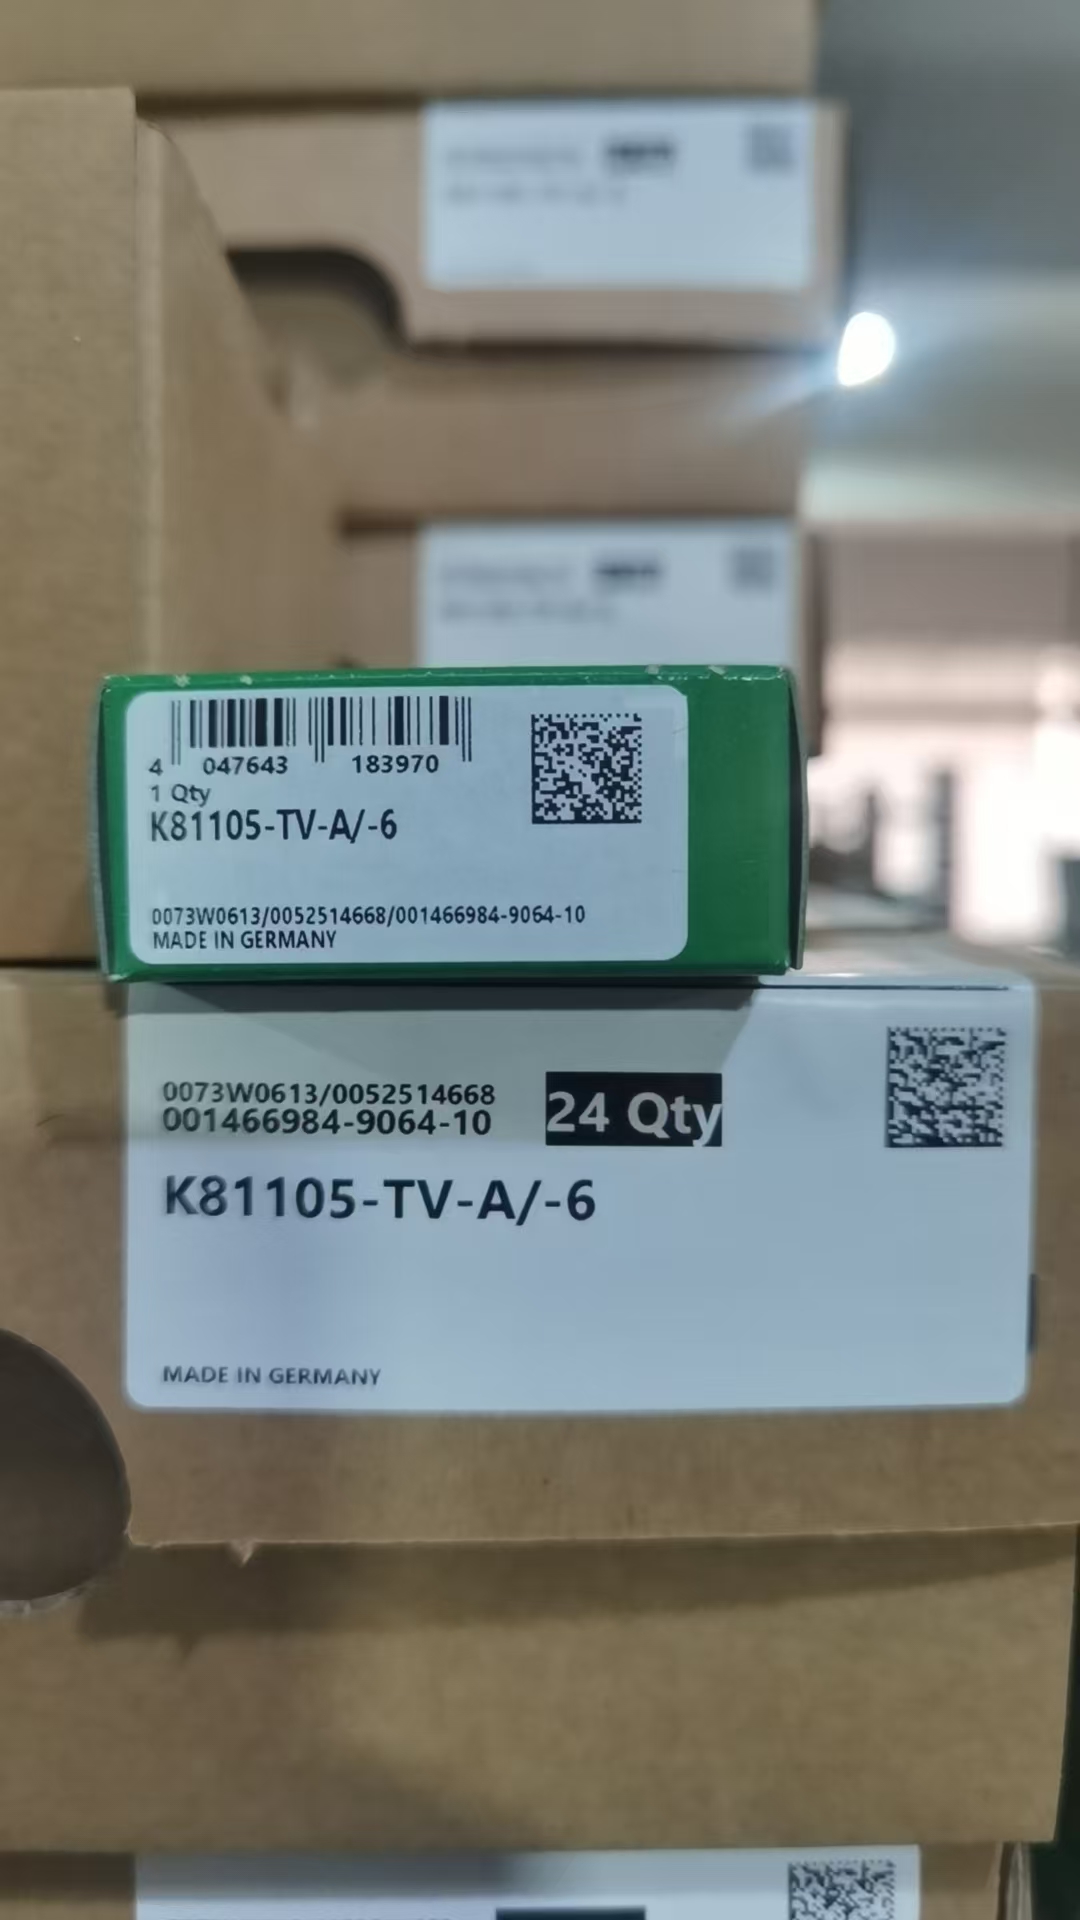 4 047643 183970
1 Qty
K81105-TV-A/-6
0073W0613/0052514668/001466984-9064-10
MADE IN GERMANY
0073W0613/0052514668
001466984-9064-10
24 Qty
K81105-TV-A/-6
MADE IN GERMANY